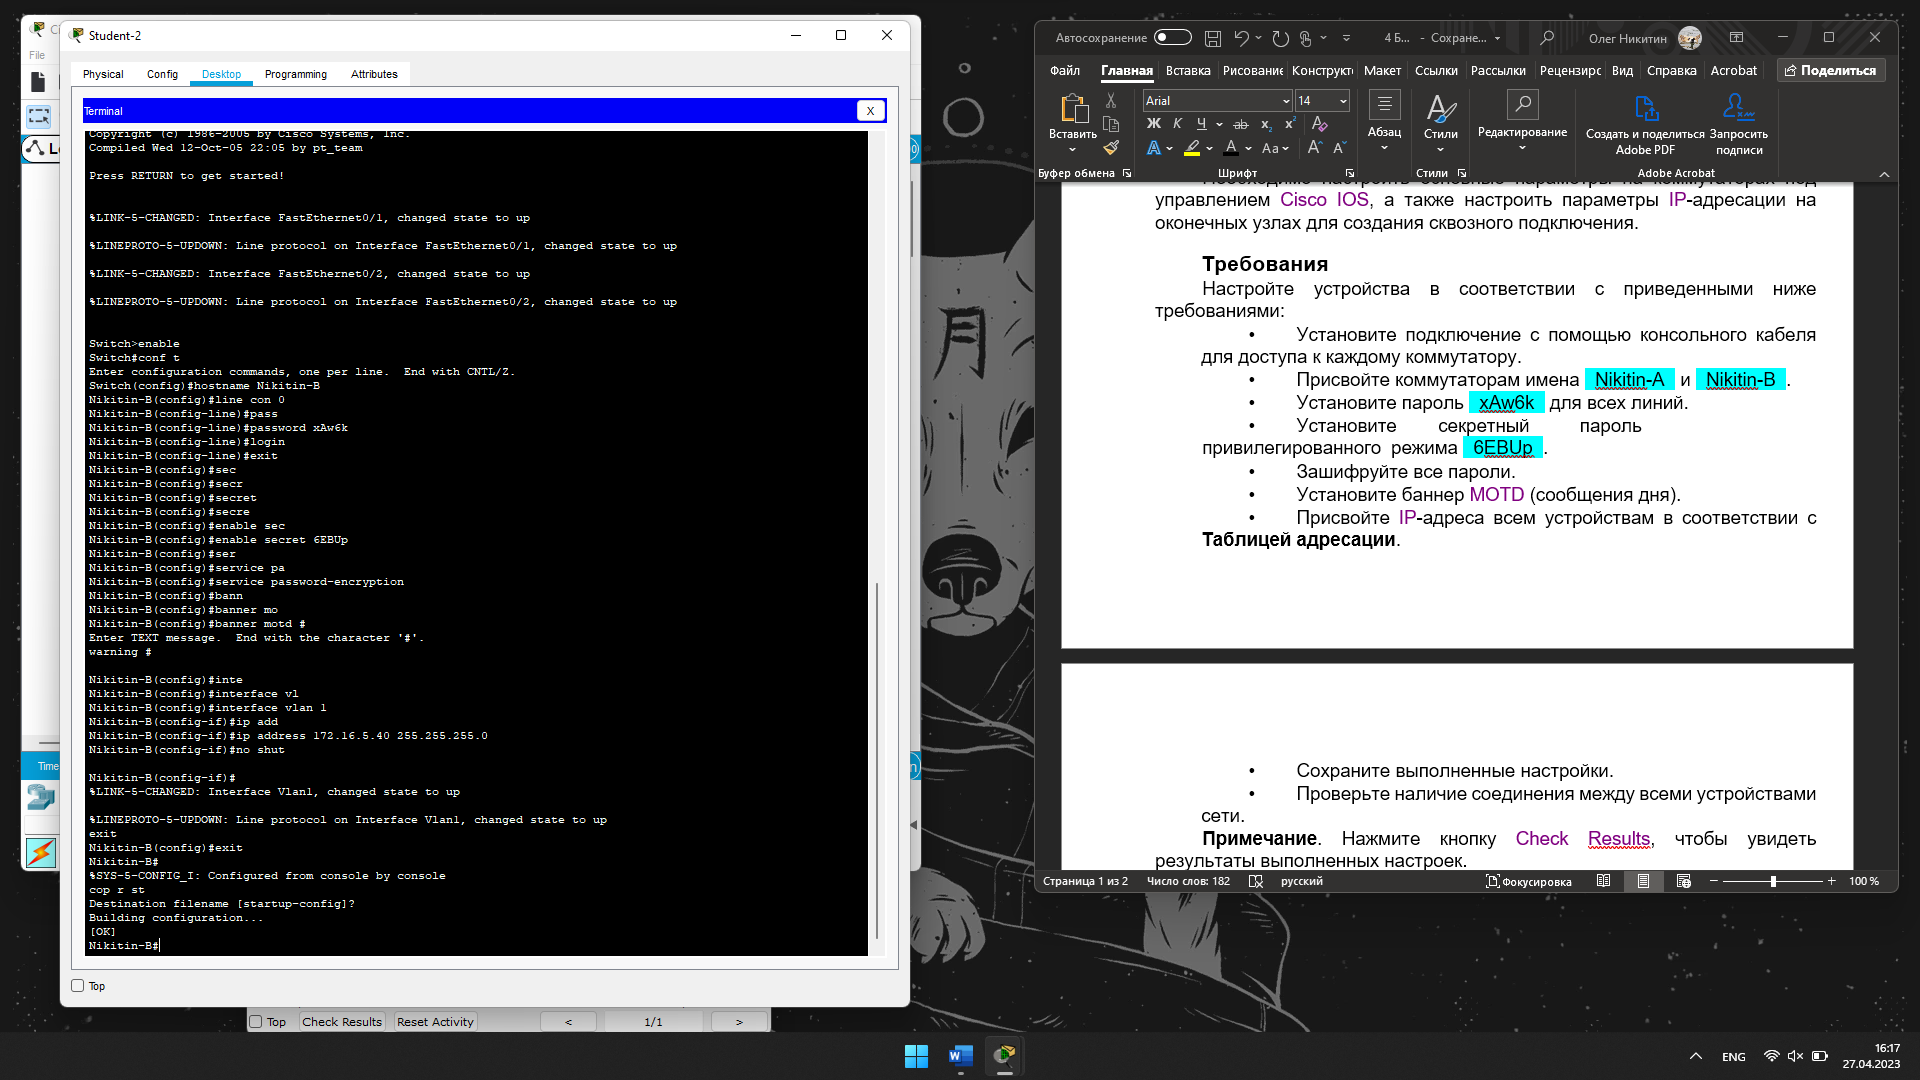 File
Student-2
Physical
Config
Desktop
Programming
Attributes
Terminal
X
Copyright (c) 1986-2005 by Cisco Systems, Inc.
Compiled Wed 12-Oct-05 22:05 by pt_team
Press RETURN to get started!
%LINK-5-CHANGED: Interface FastEthernet0/1, changed state to up
%LINEPROTO-5-UPDOWN: Line protocol on Interface FastEthernet0/1, changed state to up
%LINK-5-CHANGED: Interface FastEthernet0/2, changed state to up
%LINEPROTO-5-UPDOWN: Line protocol on Interface FastEthernet0/2, changed state to up
Switch>enable
Switch#conf t
Enter configuration commands, one per line.  End with CNTL/Z.
Switch(config)#hostname Nikitin-B
Nikitin-B(config)#line con 0
Nikitin-B(config-line)#pass
Nikitin-B(config-line)#password xAw6k
Nikitin-B(config-line)#login
Nikitin-B(config-line)#exit
Nikitin-B(config)#sec
Nikitin-B(config)#secr
Nikitin-B(config)#secret
Nikitin-B(config)#secre
Nikitin-B(config)#enable sec
Nikitin-B(config)#enable secret 6EBUp
Nikitin-B(config)#ser
Nikitin-B(config)#service pa
Nikitin-B(config)#service password-encryption
Nikitin-B(config)#bann
Nikitin-B(config)#banner mo
Nikitin-B(config)#banner motd #
Enter TEXT message.  End with the character '#'.
warning #
Nikitin-B(config)#inte
Nikitin-B(config)#interface vl
Nikitin-B(config)#interface vlan 1
Nikitin-B(config-if)#ip add
Nikitin-B(config-if)#ip address 172.16.5.40 255.255.255.0
Nikitin-B(config-if)#no shut
Nikitin-B(config-if)#
%LINK-5-CHANGED: Interface Vlan1, changed state to up
%LINEPROTO-5-UPDOWN: Line protocol on Interface Vlan1, changed state to up
exit
Nikitin-B(config)#exit
Nikitin-B#
%SYS-5-CONFIG_I: Configured from console by console
cop r st
Destination filename [startup-config]?
Building configuration...
[OK]
Nikitin-B#
Top
Time
Top
Check Results
Reset Activity
<
1/1
>
月
Автосохранение
4 Б... - Сохране...
Олег Никитин
Файл
Главная
Вставка
Рисование
Конструкт
Макет
Ссылки
Рассылки
Рецензирс
Вид
Справка
Acrobat
Поделиться
Вставить
Буфер обмена
Arial
14
Ж К Ч ab x₂ x² A
A A Aa A A
Шрифт
Абзац
Стили
Стили
Редактирование
Создать и поделиться Adobe PDF
Запросить подписи
Adobe Acrobat
управлением Cisco IOS, а также настроить параметры IP-адресации на
оконечных узлах для создания сквозного подключения.
Требования
Настройте устройства в соответствии с приведенными ниже
требованиями:
• Установите подключение с помощью консольного кабеля
для доступа к каждому коммутатору.
• Присвойте коммутаторам имена Nikitin-A и Nikitin-B .
• Установите пароль xAw6k для всех линий.
• Установите секретный пароль
привилегированного режима 6EBUp .
• Зашифруйте все пароли.
• Установите баннер MOTD (сообщения дня).
• Присвойте IP-адреса всем устройствам в соответствии с
Таблицей адресации.
• Сохраните выполненные настройки.
• Проверьте наличие соединения между всеми устройствами
сети.
Примечание. Нажмите кнопку Check Results, чтобы увидеть
результаты выполненных настроек.
Страница 1 из 2
Число слов: 182
русский
Фокусировка
100 %
ENG
16:17
27.04.2023